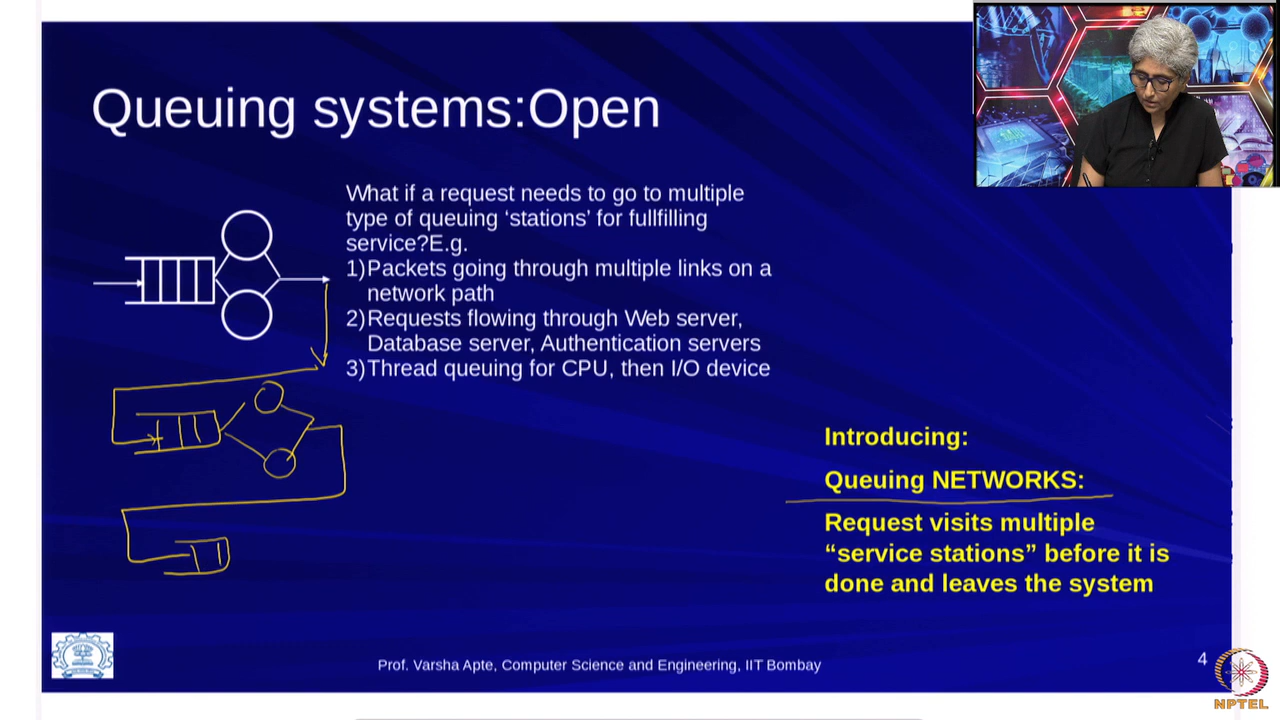 Queuing systems:Open
What if a request needs to go to multiple
type of queuing ‘stations’ for fullfilling
service?E.g.
1)Packets going through multiple links on a
network path
2)Requests flowing through Web server,
Database server, Authentication servers
3)Thread queuing for CPU, then I/O device
Introducing:
Queuing NETWORKS:
Request visits multiple
“service stations” before it is
done and leaves the system
Prof. Varsha Apte, Computer Science and Engineering, IIT Bombay
4
NPTEL